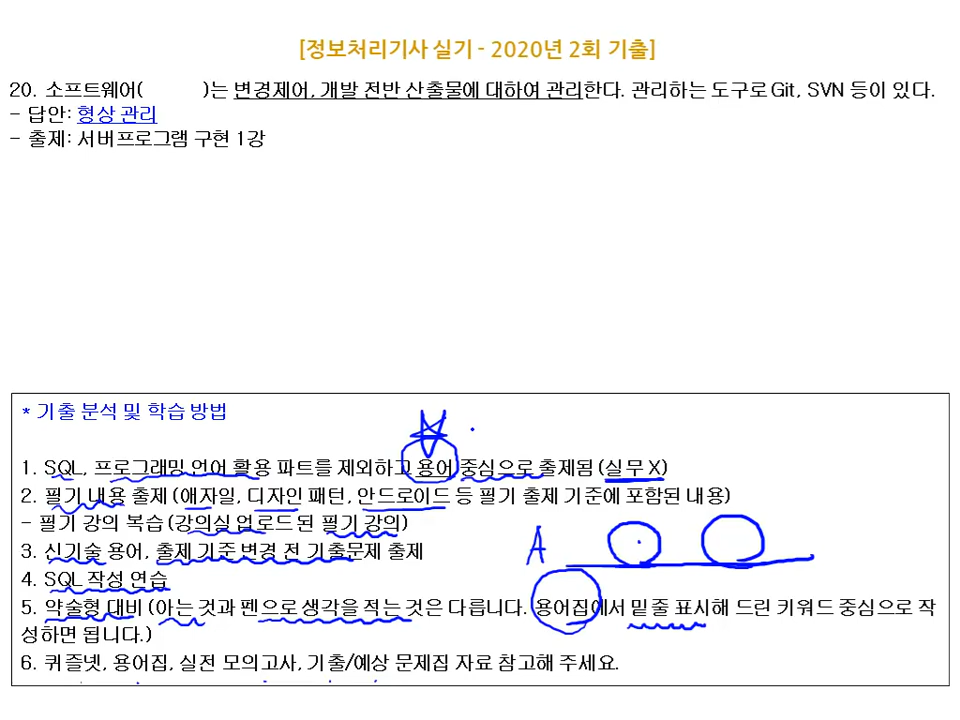 [정보처리기사 실기 - 2020년 2회 기출]
20. 소프트웨어( )는 변경제어, 개발 전반 산출물에 대하여 관리한다. 관리하는 도구로 Git, SVN 등이 있다.
- 답안: 형상 관리
- 출제: 서버프로그램 구현 1강
* 기출 분석 및 학습 방법
1. SQL, 프로그래밍 언어 활용 파트를 제외하고 용어 중심으로 출제됨 (실무 X)
2. 필기 내용 출제 (애자일, 디자인 패턴, 안드로이드 등 필기 출제 기준에 포함된 내용)
- 필기 강의 복습 (강의실 업로드된 필기 강의)
3. 신기술 용어, 출제 기준 변경 전 기출문제 출제
A
4. SQL 작성 연습
5. 약술형 대비 (아는 것과 펜으로 생각을 적는 것은 다릅니다. 용어집에서 밑줄 표시해 드린 키워드 중심으로 작
성하면 됩니다.)
6. 퀴즐넷, 용어집, 실전 모의고사, 기출/예상 문제집 자료 참고해 주세요.